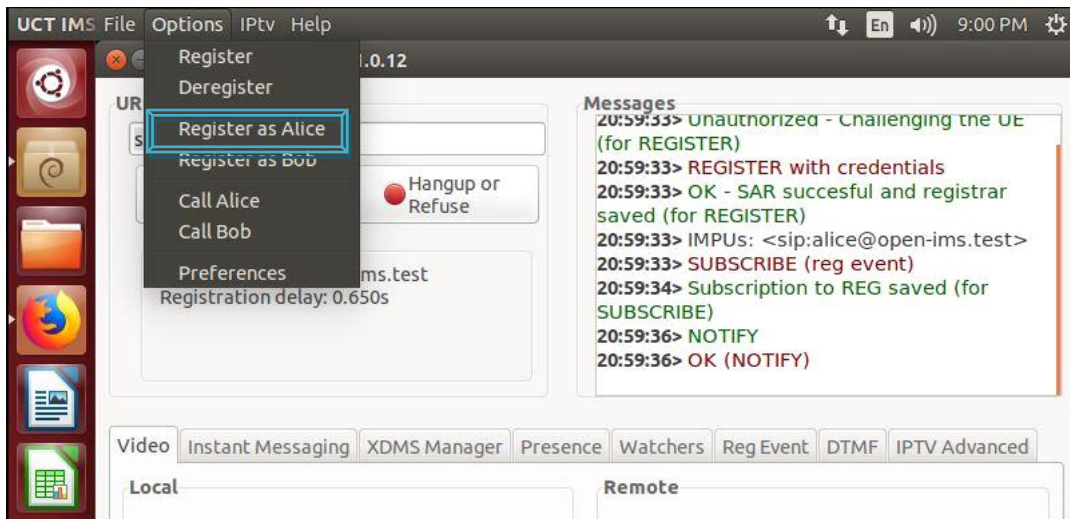 UCT IMS File Options IPtv Help En 9:00 PM
.0.12
Register
Deregister
Register as Alice
Register as Bob
Call Alice
Call Bob
Preferences
UR
s
Hangup or
Refuse
ms.test
Registration delay: 0.650s
Messages
20:59:33> Unauthorized - Challenging the UE
(for REGISTER)
20:59:33> REGISTER with credentials
20:59:33> OK - SAR succesful and registrar
saved (for REGISTER)
20:59:33> IMPUs: <sip:alice@open-ims.test>
20:59:33> SUBSCRIBE (reg event)
20:59:34> Subscription to REG saved (for
SUBSCRIBE)
20:59:36> NOTIFY
20:59:36> OK (NOTIFY)
Video Instant Messaging XDMS Manager Presence Watchers Reg Event DTMF IPTV Advanced
Local Remote